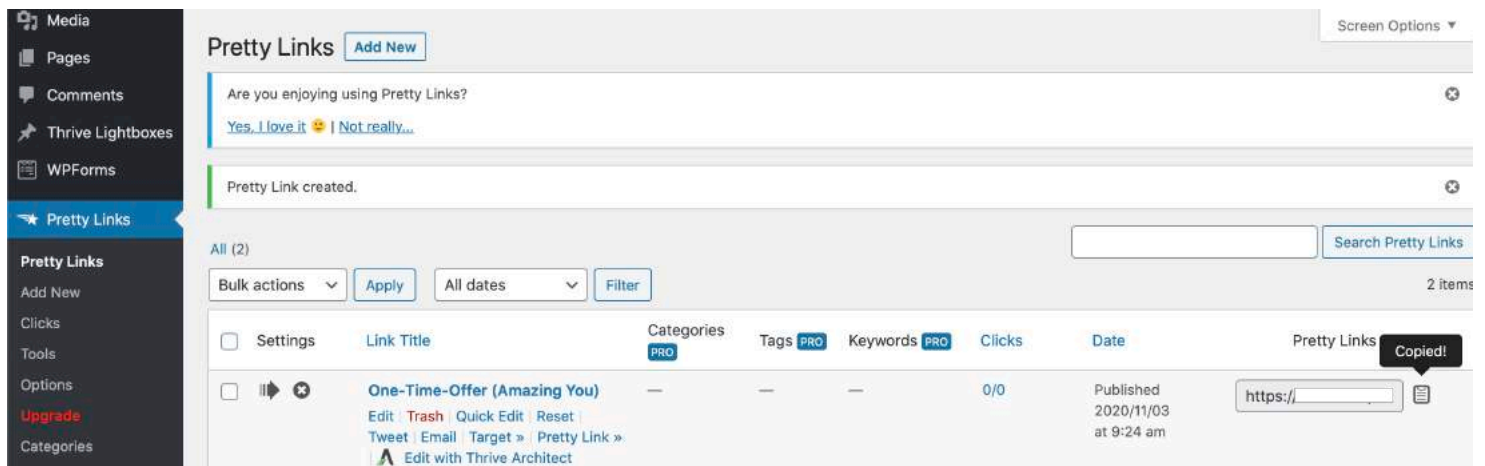 Media
Pages
Comments
Thrive Lightboxes
WPForms
Pretty Links
Pretty Links
Add New
Clicks
Tools
Options
Upgrade
Categories
Screen Options ▼
Pretty Links Add New
Are you enjoying using Pretty Links?
Yes, I love it 😃 | Not really...
Pretty Link created.
All (2)
Search Pretty Links
Bulk actions Apply All dates Filter
2 items
Settings Link Title Categories PRO Tags PRO Keywords PRO Clicks Date Pretty Links
Copied!
One-Time-Offer (Amazing You) — — — 0/0 Published https:/
Edit | Trash | Quick Edit | Reset | 2020/11/03
Tweet | Email | Target » | Pretty Link » at 9:24 am
| Edit with Thrive Architect